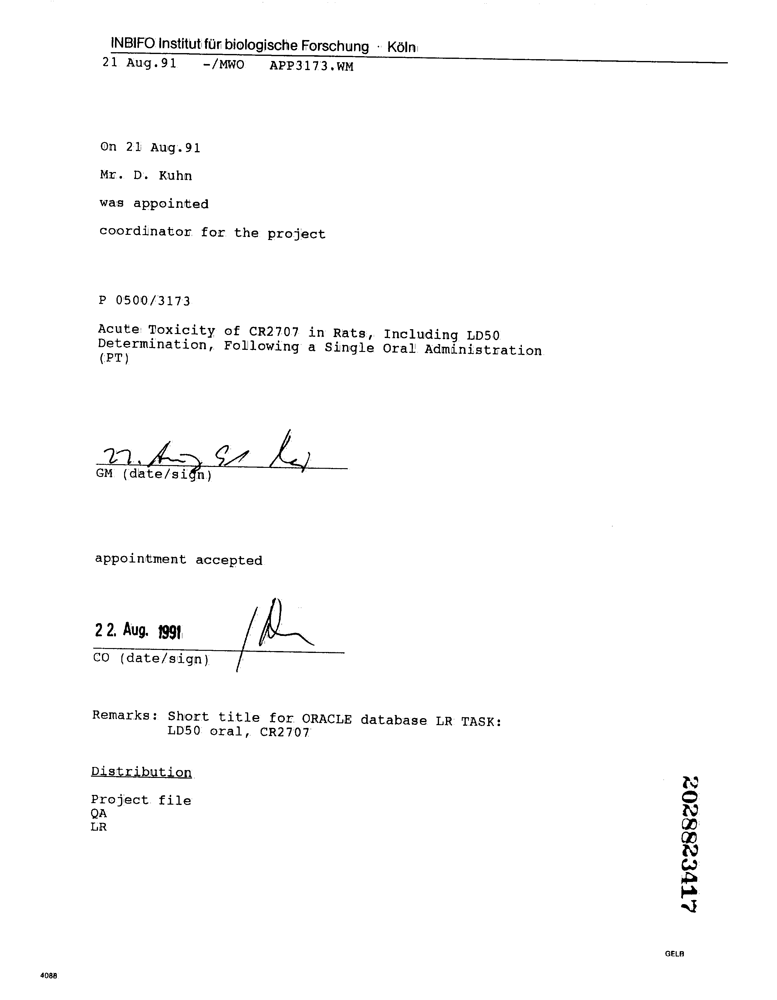 INBIFO Institut für biologische Forschung · Köln
21 Aug.91 -/MWO APP3173.WM
On 21 Aug.91
Mr. D. Kuhn
was appointed
coordinator for the project
P 0500/3173
Acute Toxicity of CR2707 in Rats, Including LD50
Determination, Following a Single Oral Administration
(PT)
22. Aug 91
GM (date/sign)
appointment accepted
22. Aug. 1991
CO (date/sign)
Remarks: Short title for ORACLE database LR TASK:
LD50 oral, CR2707
Distribution
Project file
QA
LR
2028823417
GELB
4088